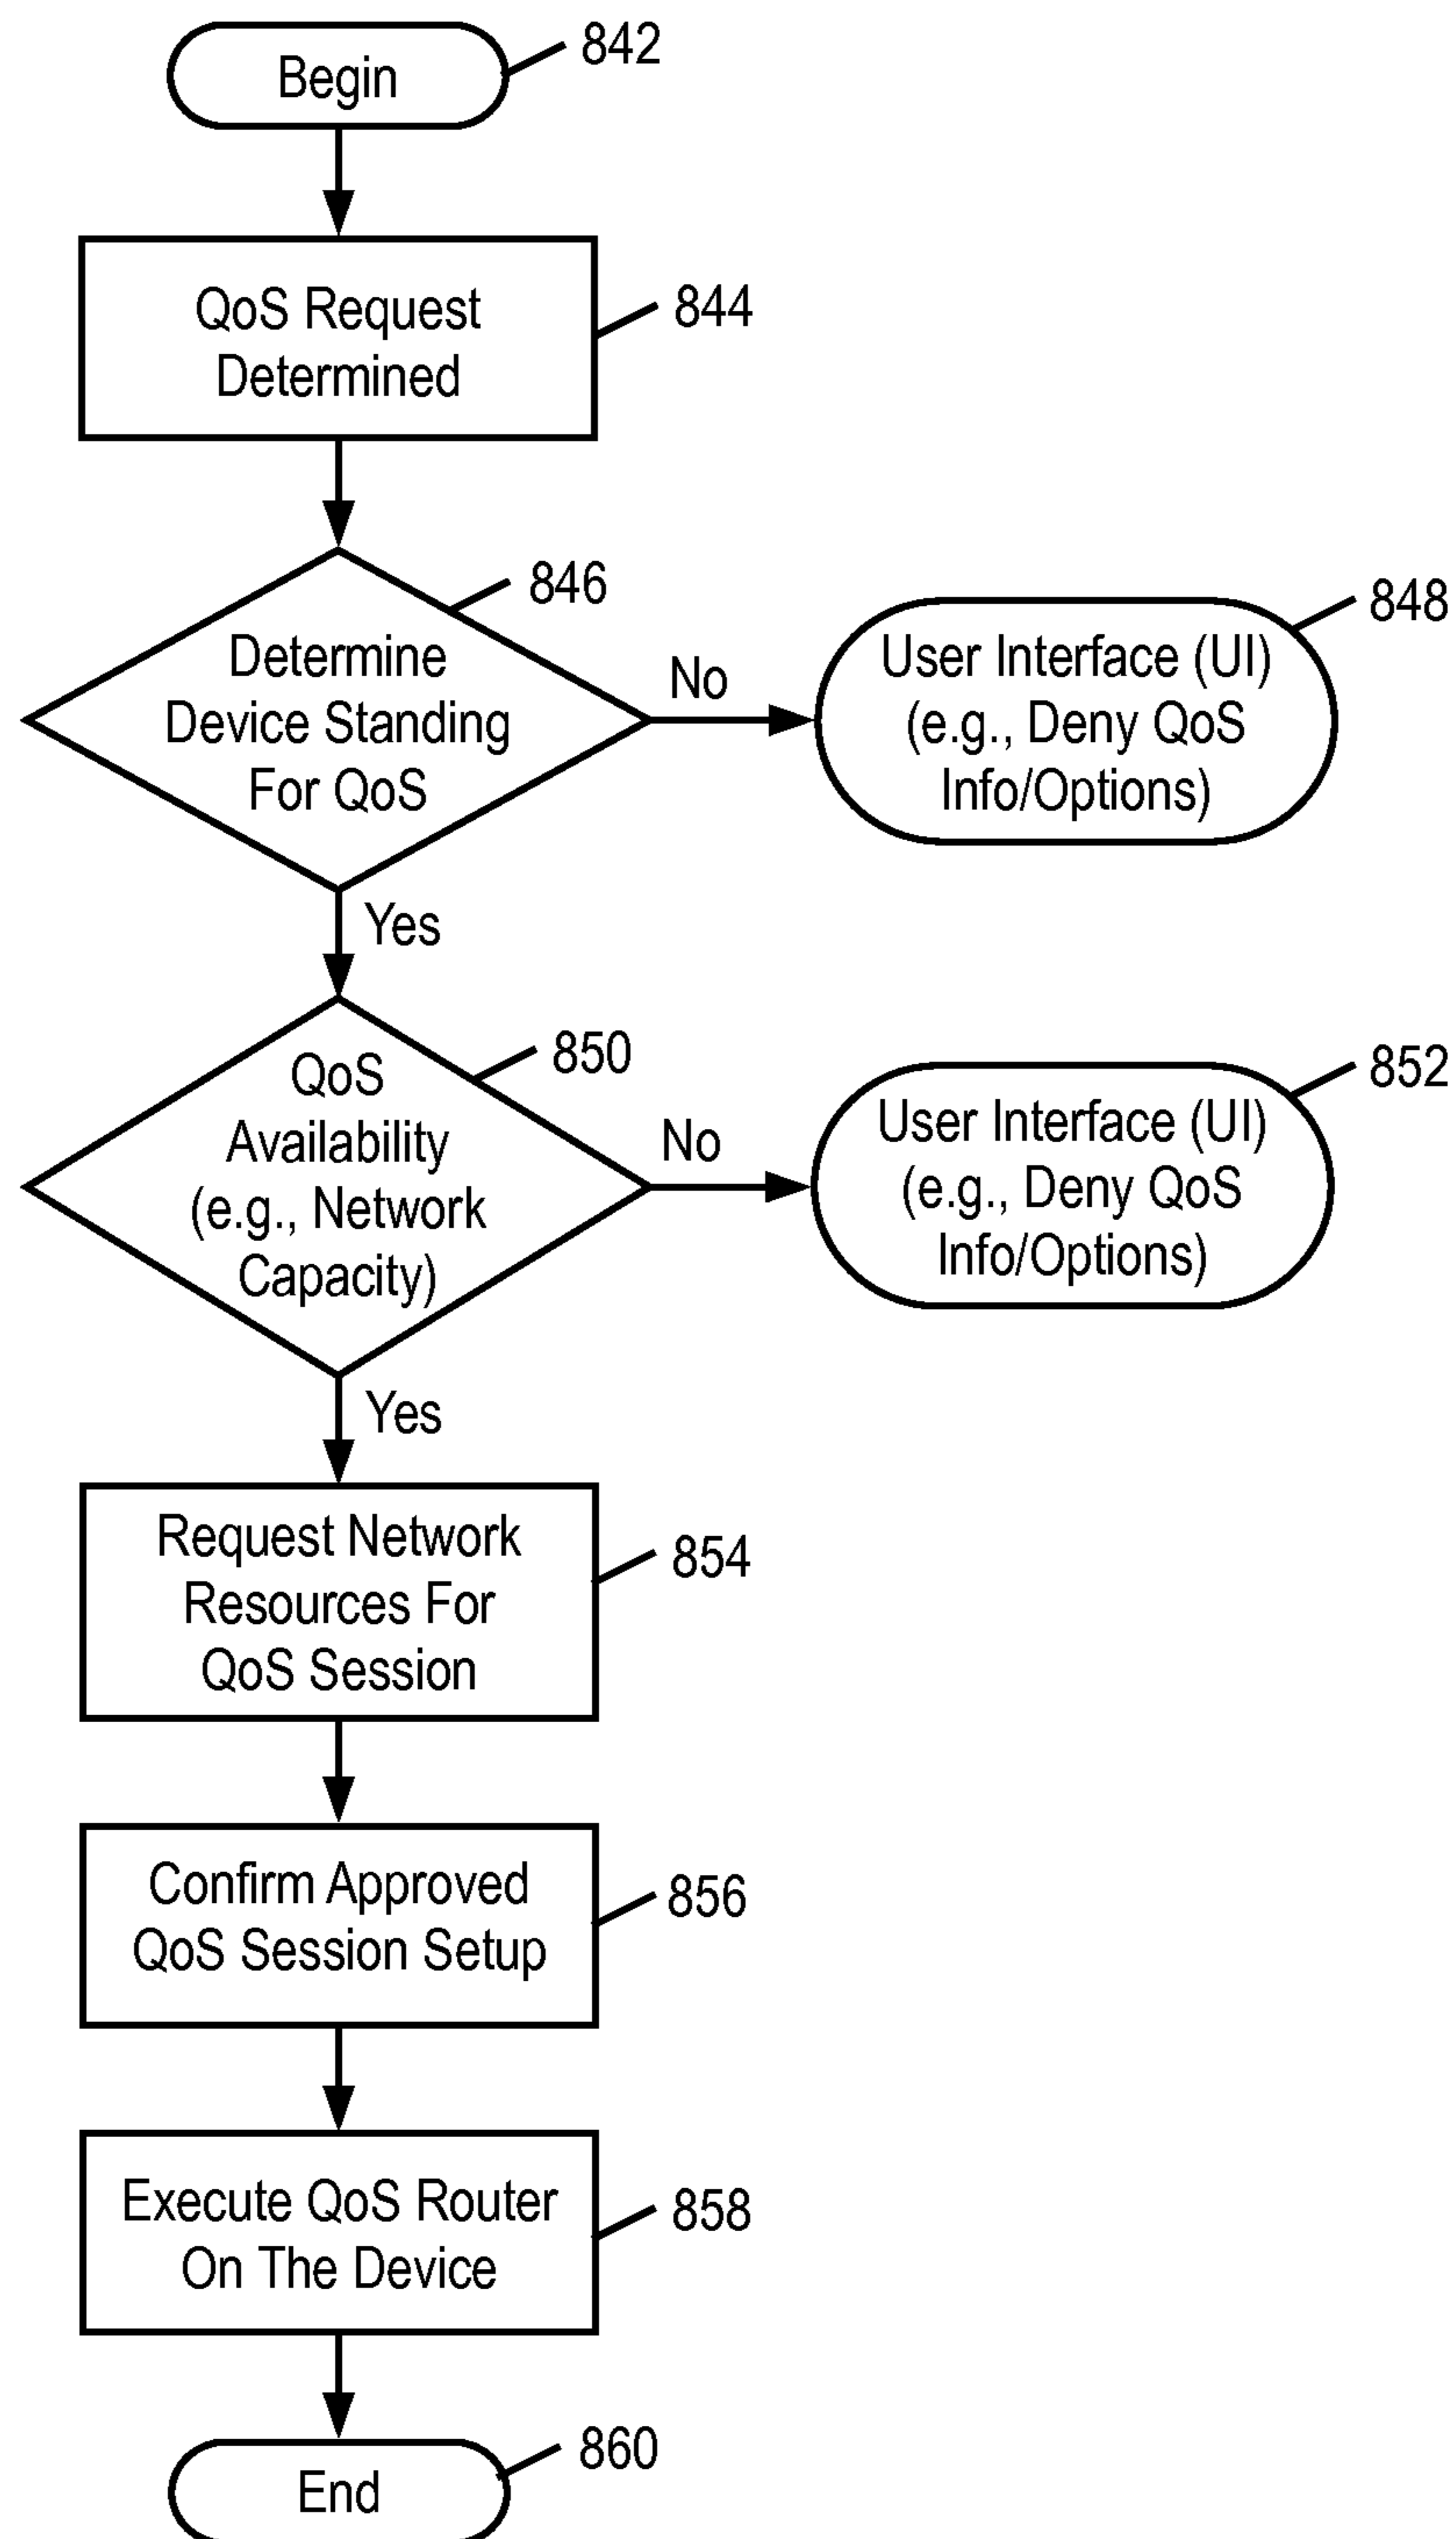 Begin
842
QoS Request
Determined
844
846
Determine
Device Standing
For QoS
No
848
User Interface (UI)
(e.g., Deny QoS
Info/Options)
Yes
850
QoS
Availability
(e.g., Network
Capacity)
No
852
User Interface (UI)
(e.g., Deny QoS
Info/Options)
Yes
Request Network
Resources For
QoS Session
854
Confirm Approved
QoS Session Setup
856
Execute QoS Router
On The Device
858
860
End